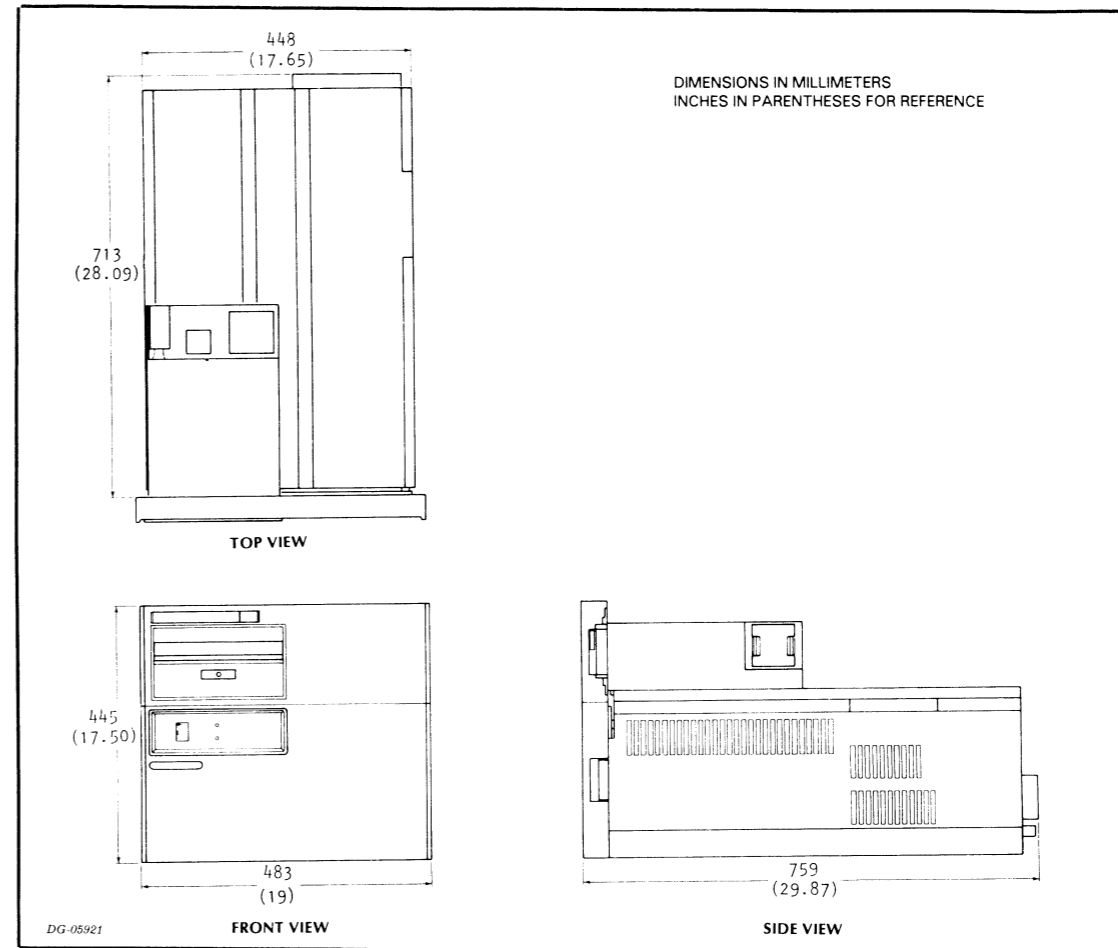 448
(17.65)
DIMENSIONS IN MILLIMETERS
INCHES IN PARENTHESES FOR REFERENCE
713
(28.09)
TOP VIEW
445
(17.50)
483
(19)
759
(29.87)
DG-05921
FRONT VIEW
SIDE VIEW